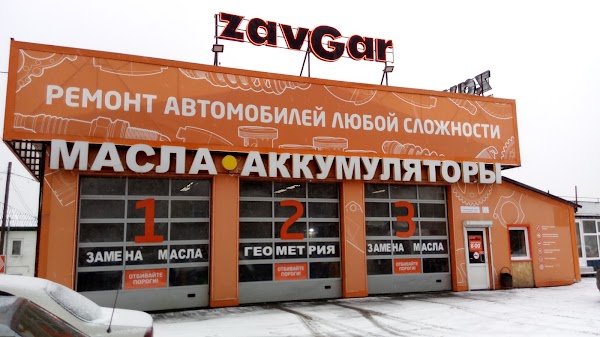 zavGar
РЕМОНТ АВТОМОБИЛЕЙ ЛЮБОЙ СЛОЖНОСТИ
МАСЛА АККУМУЛЯТОРЫ
1 2 3
ЗАМЕНА МАСЛА ГЕОМЕТРИЯ ЗАМЕНА МАСЛА
ОТБИВАЙТЕ ПОРОГИ! ОТБИВАЙТЕ ПОРОГИ! ОТБИВАЙТЕ ПОРОГИ!